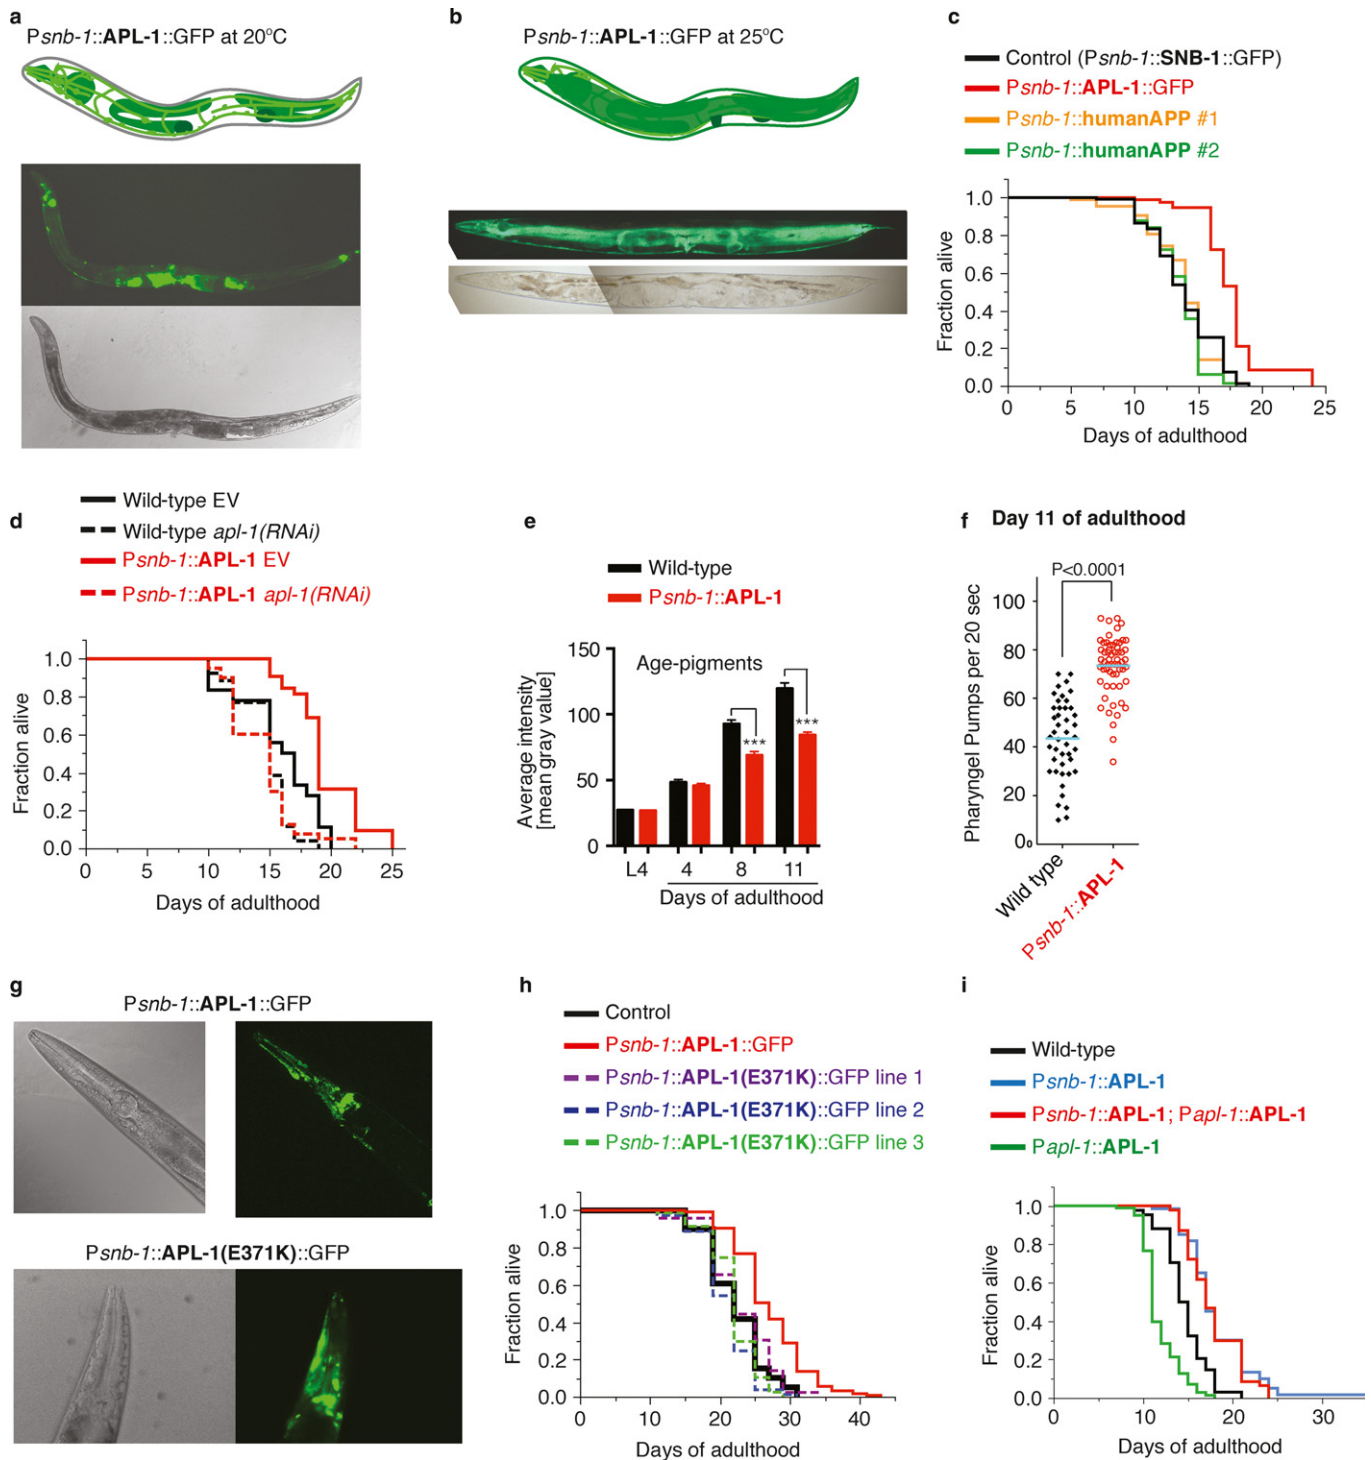 a
Psnb-1::APL-1::GFP at 20°C
b
Psnb-1::APL-1::GFP at 25°C
c
Control (Psnb-1::SNB-1::GFP)
Psnb-1::APL-1::GFP
Psnb-1::humanAPP #1
Psnb-1::humanAPP #2
Fraction alive
1.0
0.8
0.6
0.4
0.2
0.0
0 5 10 15 20 25
Days of adulthood
d
Wild-type EV
Wild-type apl-1(RNAi)
Psnb-1::APL-1 EV
Psnb-1::APL-1 apl-1(RNAi)
Fraction alive
1.0
0.8
0.6
0.4
0.2
0.0
0 5 10 15 20 25
Days of adulthood
e
Wild-type
Psnb-1::APL-1
Age-pigments
Average intensity
[mean gray value]
150
100
50
0
***
***
L4 4 8 11
Days of adulthood
f Day 11 of adulthood
P<0.0001
Pharyngel Pumps per 20 sec
100
80
60
40
20
0
Wild type
Psnb-1::APL-1
g
Psnb-1::APL-1::GFP
Psnb-1::APL-1(E371K)::GFP
h
Control
Psnb-1::APL-1::GFP
Psnb-1::APL-1(E371K)::GFP line 1
Psnb-1::APL-1(E371K)::GFP line 2
Psnb-1::APL-1(E371K)::GFP line 3
Fraction alive
1.0
0.8
0.6
0.4
0.2
0.0
0 10 20 30 40
Days of adulthood
i
Wild-type
Psnb-1::APL-1
Psnb-1::APL-1; Papl-1::APL-1
Papl-1::APL-1
Fraction alive
1.0
0.8
0.6
0.4
0.2
0.0
0 10 20 30
Days of adulthood